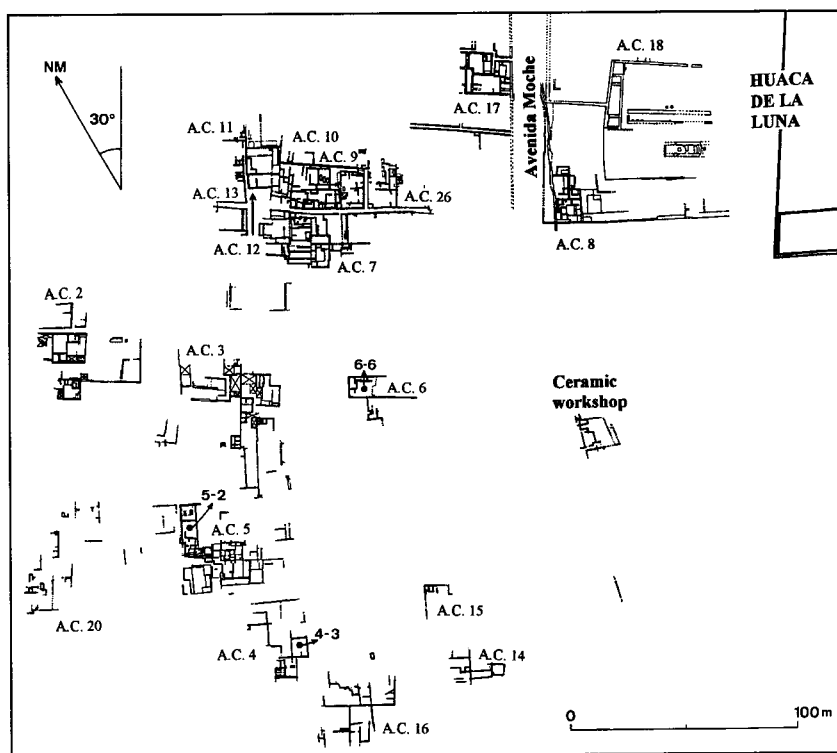 NM
30°
A.C. 11
A.C. 10
A.C. 9
A.C. 13
A.C. 26
A.C. 12
A.C. 7
A.C. 17
Avenida Moche
A.C. 18
HUACA
DE LA
LUNA
A.C. 8
A.C. 2
A.C. 3
6-6
A.C. 6
Ceramic
workshop
5-2
A.C. 5
A.C. 20
A.C. 15
4-3
A.C. 4
A.C. 14
A.C. 16
0
100 m